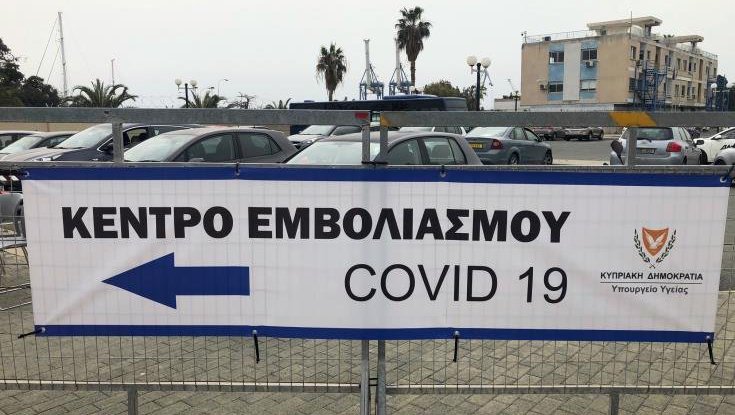 ΚΕΝΤΡΟ ΕΜΒΟΛΙΑΣΜΟΥ
COVID 19
ΚΥΠΡΙΑΚΗ ΔΗΜΟΚΡΑΤΙΑ
Υπουργείο Υγείας